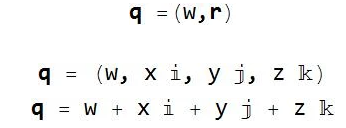 q =(w,r)
q = (w, x 𝕚, y 𝕛, z 𝕜)
q = w + x 𝕚 + y 𝕛 + z 𝕜